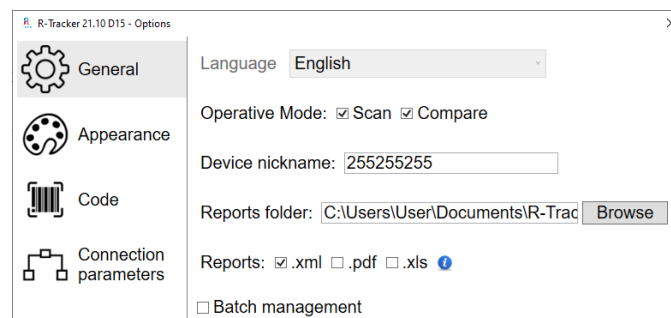 R-Tracker 21.10 D15 - Options
General
Appearance
Code
Connection
parameters
Language English
Operative Mode: Scan Compare
Device nickname: 255255255
Reports folder: C:\Users\User\Documents\R-Trac Browse
Reports: .xml .pdf .xls
Batch management